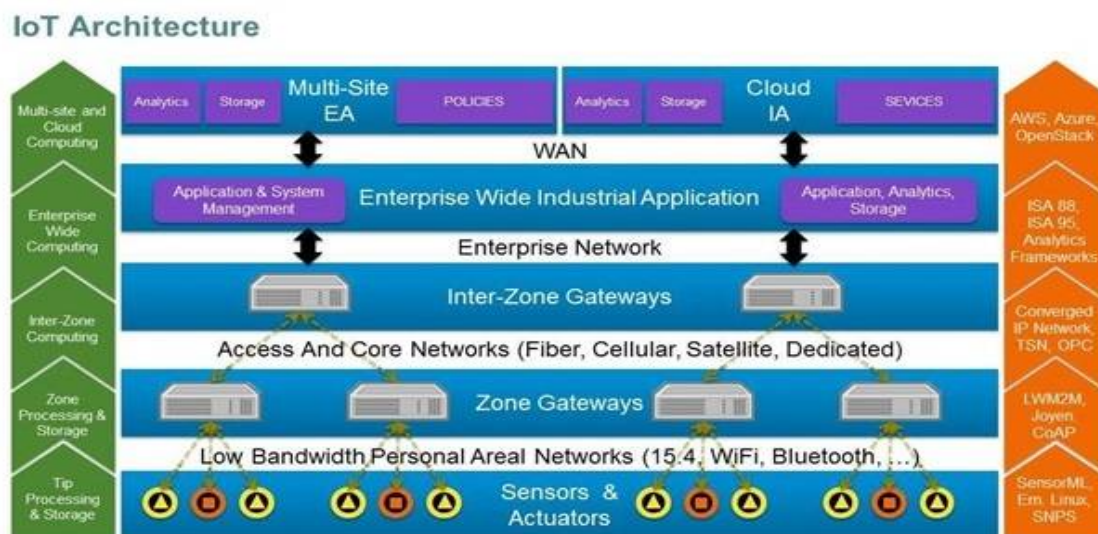 IoT Architecture
Multi-site and
Cloud
Computing
Analytics
Storage
Multi-Site
EA
POLICIES
Analytics
Storage
Cloud
IA
SEVICES
AWS, Azure,
OpenStack
WAN
Enterprise
Wide
Computing
Application & System
Management
Enterprise Wide Industrial Application
Application, Analytics,
Storage
ISA 88,
ISA 95,
Analytics
Frameworks
Enterprise Network
Inter-Zone
Computing
Inter-Zone Gateways
Converged
IP Network,
TSN, OPC
Access And Core Networks (Fiber, Cellular, Satellite, Dedicated)
Zone
Processing &
Storage
Zone Gateways
LWM2M,
Joyen
CoAP
Low Bandwidth Personal Areal Networks (15.4, WiFi, Bluetooth, ...)
Tip
Processing
& Storage
Sensors &
Actuators
SensorML,
Em. Linux,
SNPS